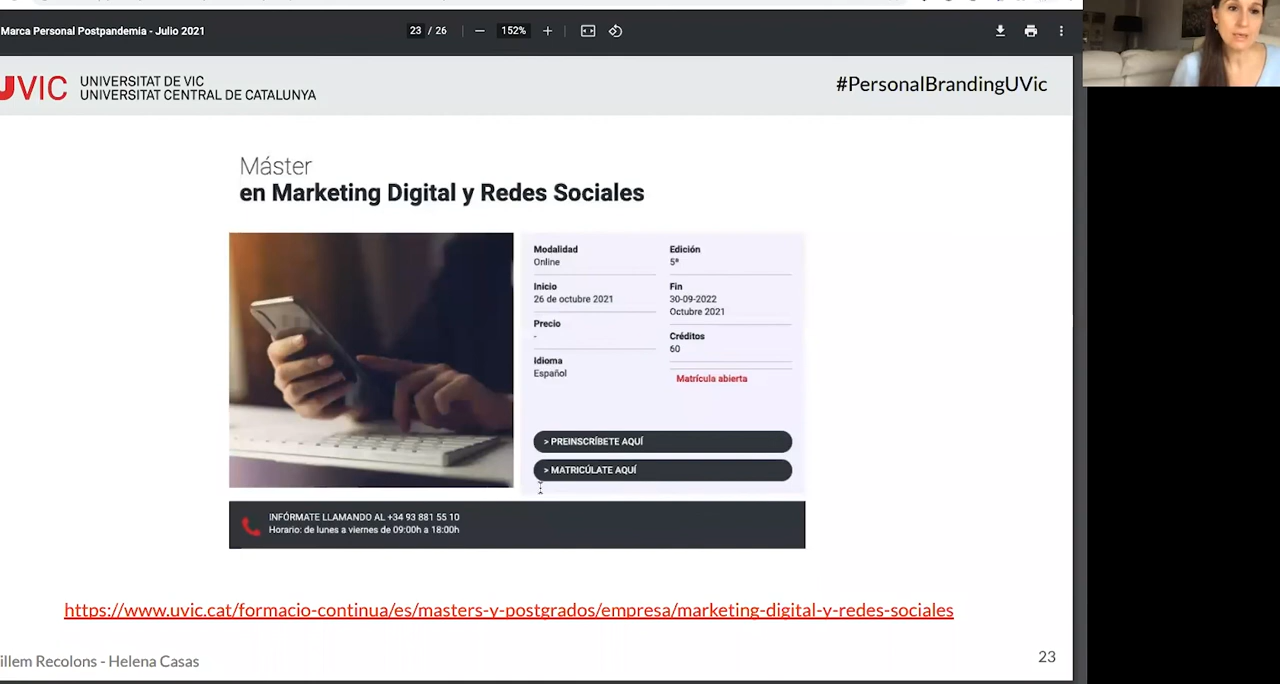 Marca Personal Postpandemia - Julio 2021
23 / 26
152%
UVIC
UNIVERSITAT DE VIC
UNIVERSITAT CENTRAL DE CATALUNYA
#PersonalBrandingUVic
Máster
en Marketing Digital y Redes Sociales
Modalidad
Online
Edición
5ª
Inicio
26 de octubre 2021
Fin
30-09-2022
Octubre 2021
Precio
-
Créditos
60
Idioma
Español
Matrícula abierta
> PREINSCRÍBETE AQUÍ
> MATRICÚLATE AQUÍ
INFÓRMATE LLAMANDO AL +34 93 881 55 10
Horario: de lunes a viernes de 09:00h a 18:00h
https://www.uvic.cat/formacio-continua/es/masters-y-postgrados/empresa/marketing-digital-y-redes-sociales
illem Recolons - Helena Casas
23